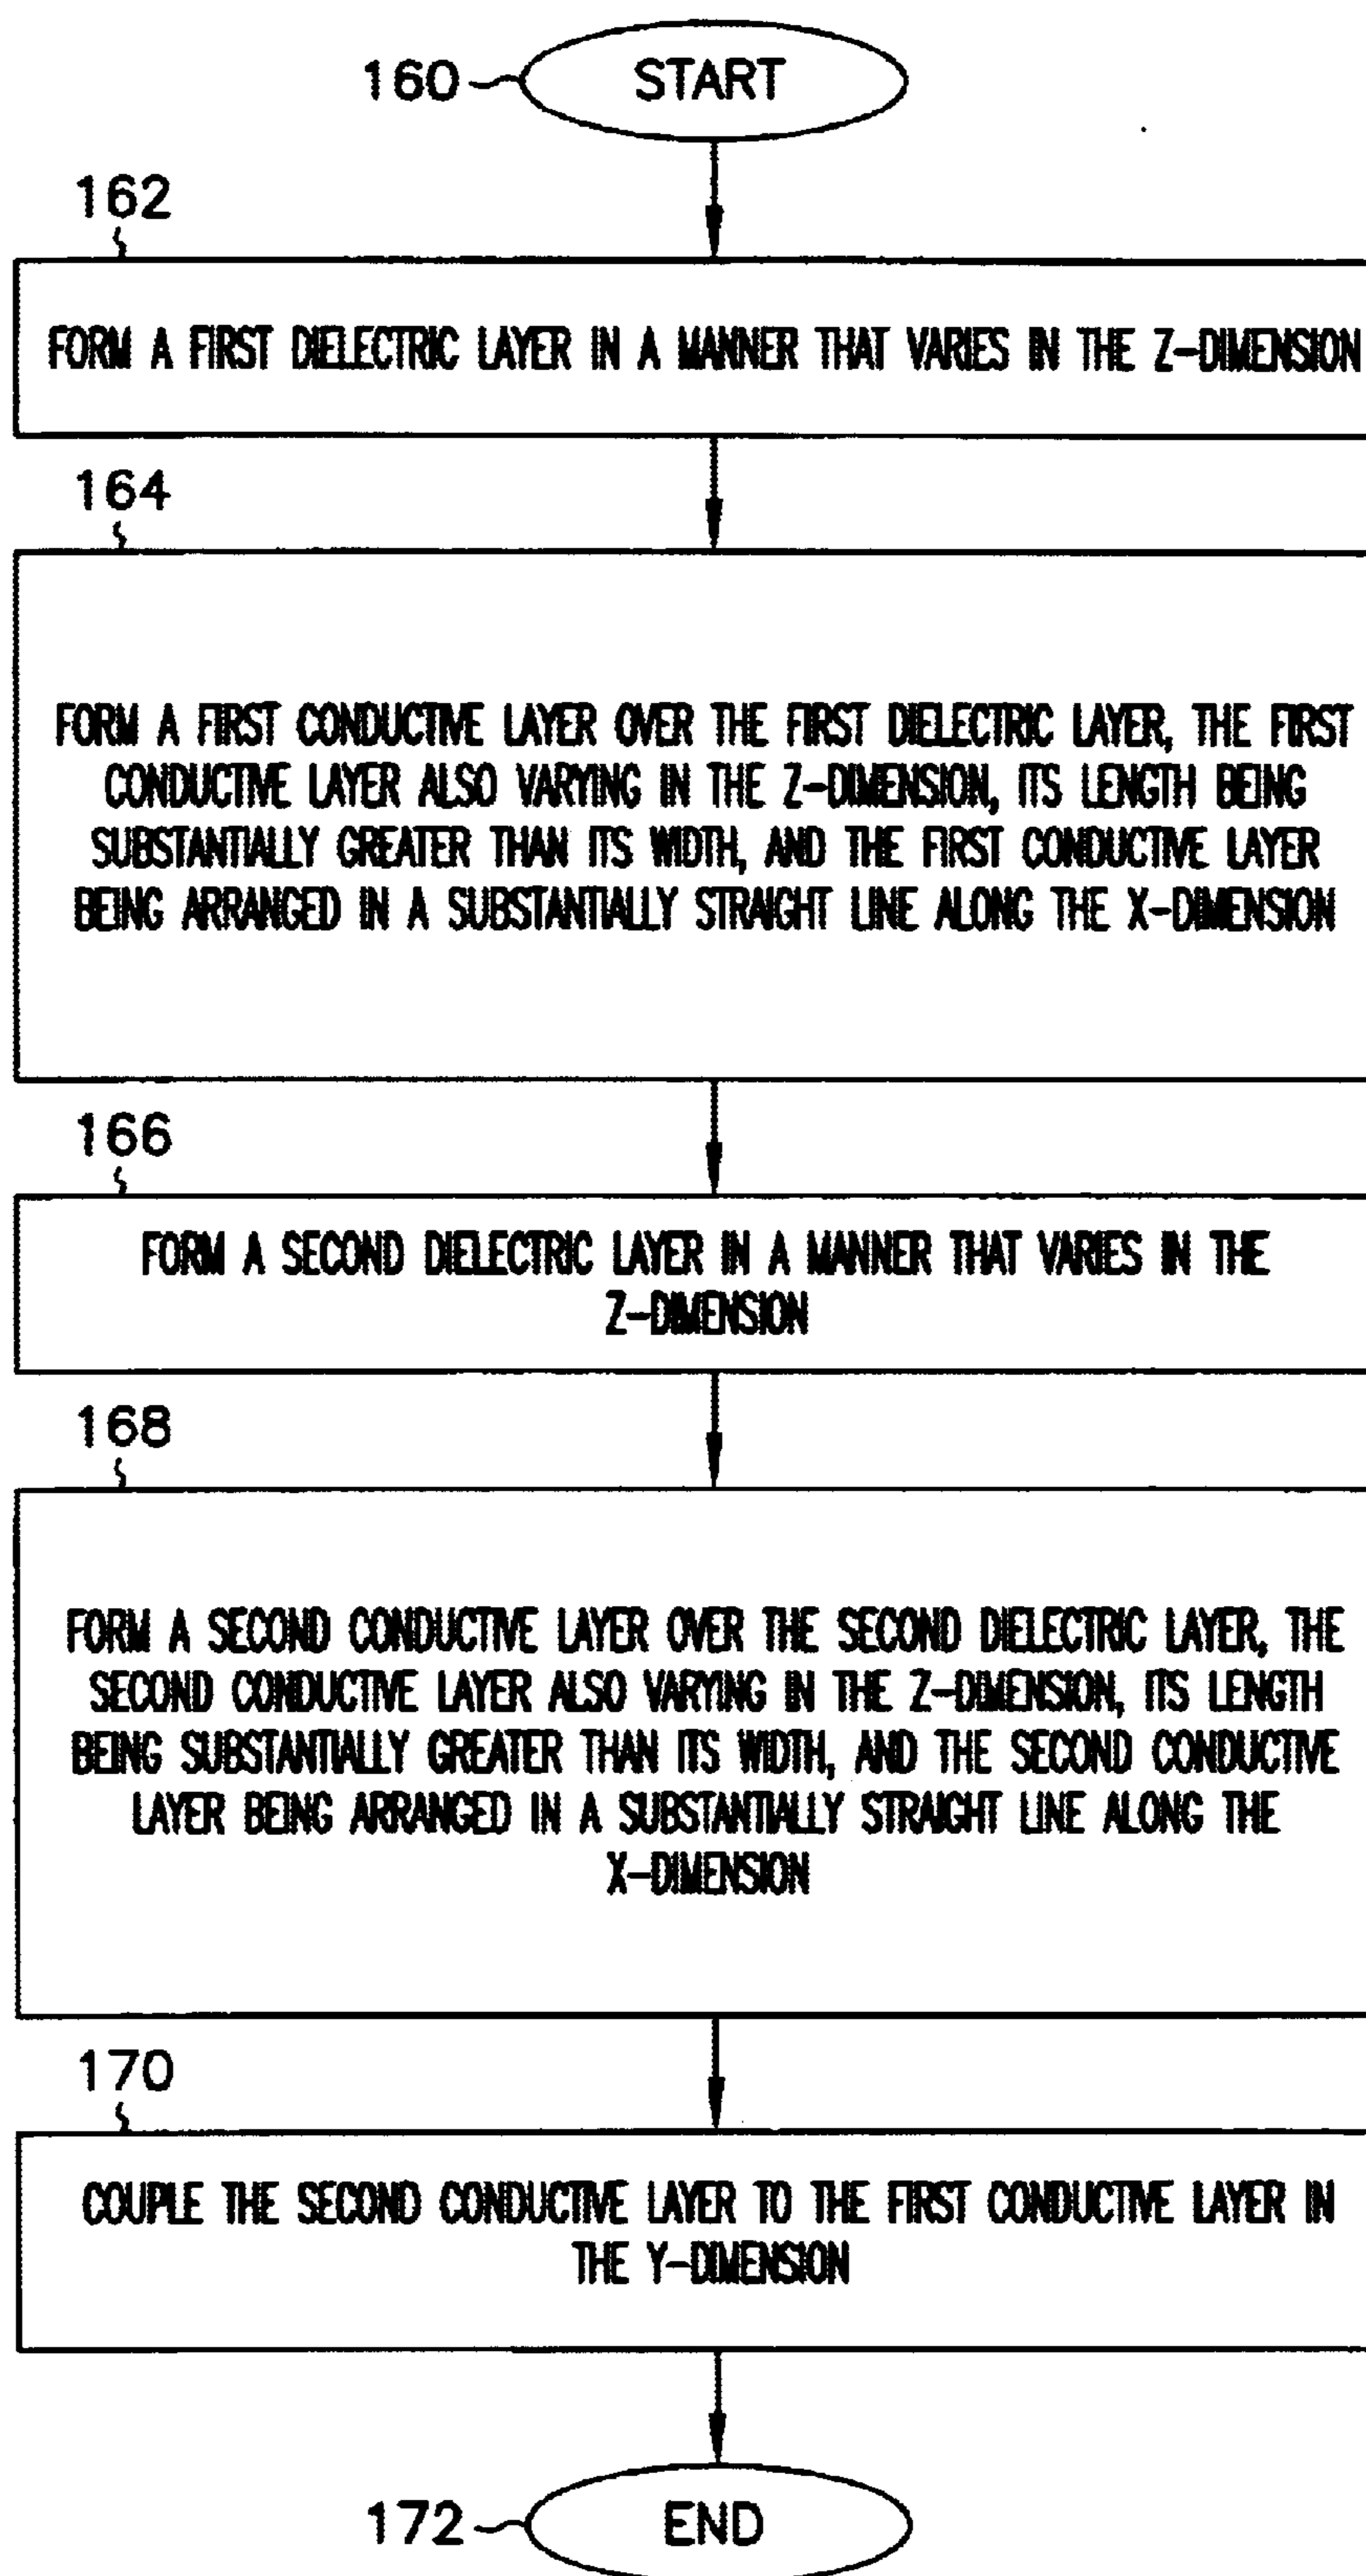 160
START
162
FORM A FIRST DIELECTRIC LAYER IN A MANNER THAT VARIES IN THE Z-DIMENSION
164
FORM A FIRST CONDUCTIVE LAYER OVER THE FIRST DIELECTRIC LAYER, THE FIRST
CONDUCTIVE LAYER ALSO VARYING IN THE Z-DIMENSION, ITS LENGTH BEING
SUBSTANTIALLY GREATER THAN ITS WIDTH, AND THE FIRST CONDUCTIVE LAYER
BEING ARRANGED IN A SUBSTANTIALLY STRAIGHT LINE ALONG THE X-DIMENSION
166
FORM A SECOND DIELECTRIC LAYER IN A MANNER THAT VARIES IN THE
Z-DIMENSION
168
FORM A SECOND CONDUCTIVE LAYER OVER THE SECOND DIELECTRIC LAYER, THE
SECOND CONDUCTIVE LAYER ALSO VARYING IN THE Z-DIMENSION, ITS LENGTH
BEING SUBSTANTIALLY GREATER THAN ITS WIDTH, AND THE SECOND CONDUCTIVE
LAYER BEING ARRANGED IN A SUBSTANTIALLY STRAIGHT LINE ALONG THE
X-DIMENSION
170
COUPLE THE SECOND CONDUCTIVE LAYER TO THE FIRST CONDUCTIVE LAYER IN
THE Y-DIMENSION
172
END